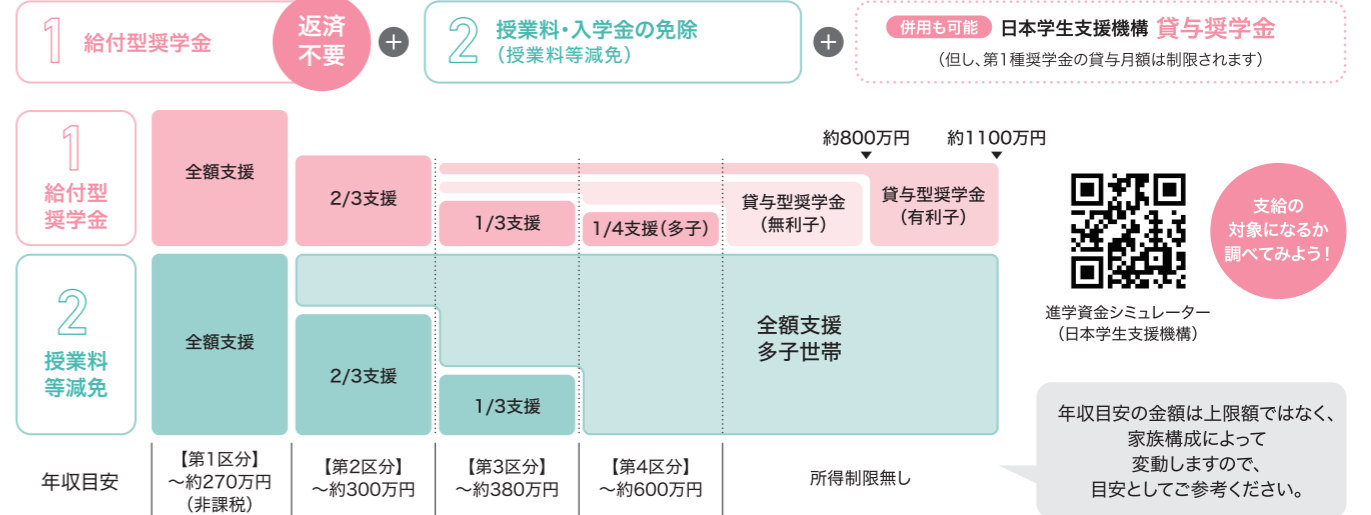 1 給付型奨学金
返済
不要
+
2 授業料・入学金の免除
（授業料等減免）
+
併用も可能 日本学生支援機構 貸与奨学金
（但し、第1種奨学金の貸与月額は制限されます）
1
給付型
奨学金
全額支援
2/3支援
1/3支援
1/4支援（多子）
約800万円
約1100万円
貸与型奨学金
（無利子）
貸与型奨学金
（有利子）
2
授業料
等減免
全額支援
2/3支援
1/3支援
全額支援
多子世帯
年収目安
【第1区分】
～約270万円
（非課税）
【第2区分】
～約300万円
【第3区分】
～約380万円
【第4区分】
～約600万円
所得制限無し
支給の
対象になるか
調べてみよう！
進学資金シミュレーター
（日本学生支援機構）
年収目安の金額は上限額ではなく、
家族構成によって
変動しますので、
目安としてご参考ください。